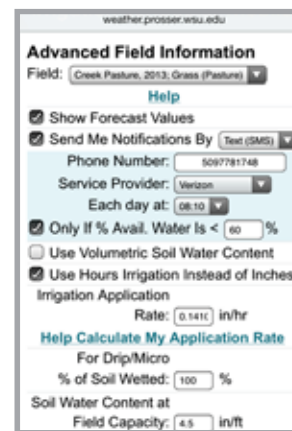 weather.prosser.wsu.edu
Advanced Field Information
Field: Creek Pasture, 2013; Grass (Pasture)
Help
Show Forecast Values
Send Me Notifications By Text (SMS)
Phone Number: 5097781748
Service Provider: Verizon
Each day at: 08:10
Only If % Avail. Water Is < 60 %
Use Volumetric Soil Water Content
Use Hours Irrigation Instead of Inches
Irrigation Application
Rate: 0.141( in/hr
Help Calculate My Application Rate
For Drip/Micro
% of Soil Wetted: 100 %
Soil Water Content at
Field Capacity: 4.5 in/ft